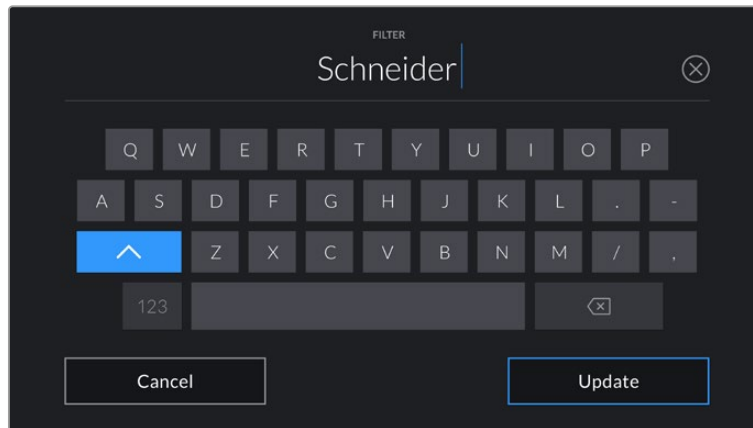 FILTER
Schneider
Q W E R T Y U I O P
A S D F G H J K L . -
Z X C V B N M / ,
123
Cancel Update